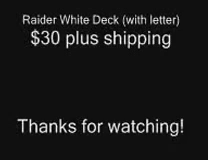 Raider White Deck (with letter)
$30 plus shipping
Thanks for watching!